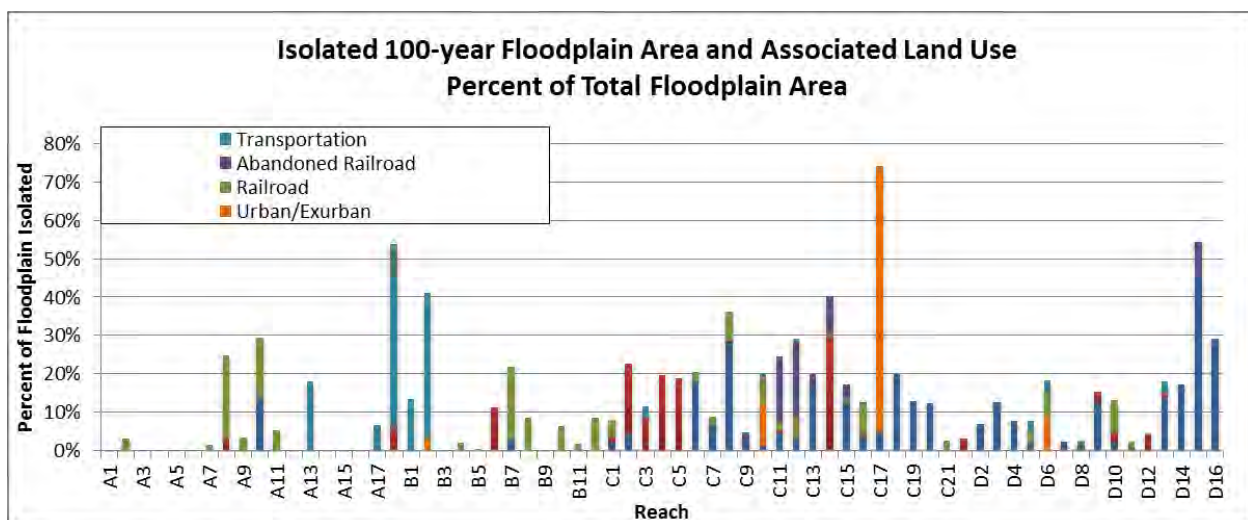 Isolated 100-year Floodplain Area and Associated Land Use
Percent of Total Floodplain Area
Percent of Floodplain Isolated
80%
70%
60%
50%
40%
30%
20%
10%
0%
Transportation
Abandoned Railroad
Railroad
Urban/Exurban
A1
A3
A5
A7
A9
A11
A13
A15
A17
B1
B3
B5
B7
B9
B11
C1
C3
C5
C7
C9
C11
C13
C15
C17
C19
C21
D2
D4
D6
D8
D10
D12
D14
D16
Reach